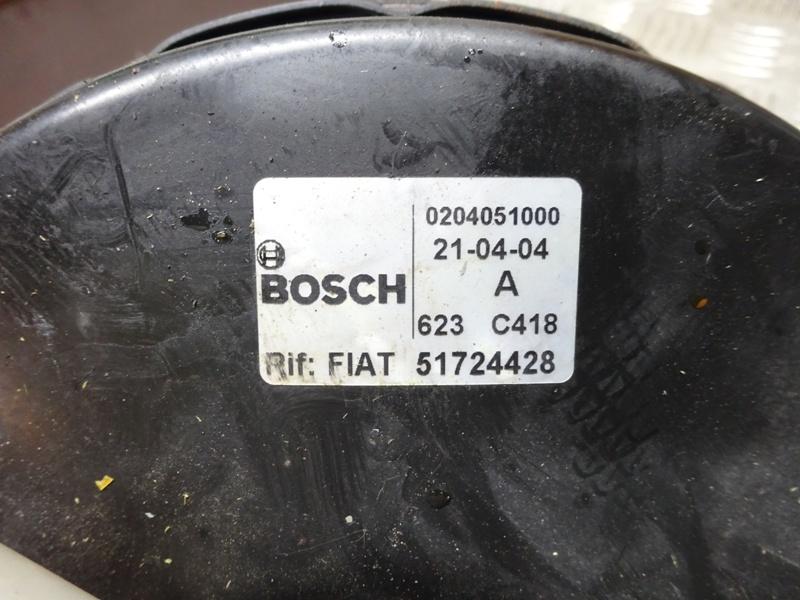 0204051000
21-04-04
BOSCH
A
623 C418
Rif: FIAT 51724428